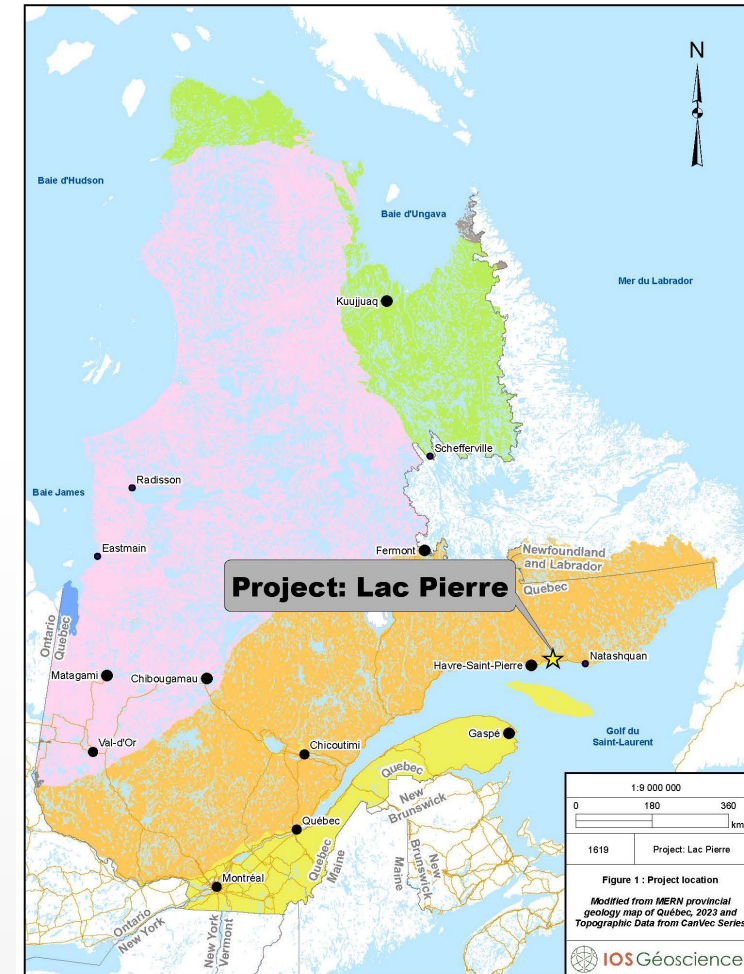 N
Baie d'Hudson
Baie d'Ungava
Mer du Labrador
Kuujjuaq
Schefferville
Radisson
Baie James
Eastmain
Fermont
Newfoundland
and Labrador
Quebec
Project: Lac Pierre
Ontario
Quebec
Matagami
Chibougamau
Havre-Saint-Pierre
Natashquan
Val-d'Or
Chicoutimi
Gaspé
Golf du
Saint-Laurent
Quebec
New
Brunswick
Québec
Quebec
Maine
Maine
New
Brunswick
Montréal
Ontario
New York
New York
Vermont
1:9 000 000
0 180 360
km
1619 Project: Lac Pierre
Figure 1 : Project location
Modified from MERN provincial
geology map of Québec, 2023 and
Topographic Data from CanVec Series
IOS Géoscience